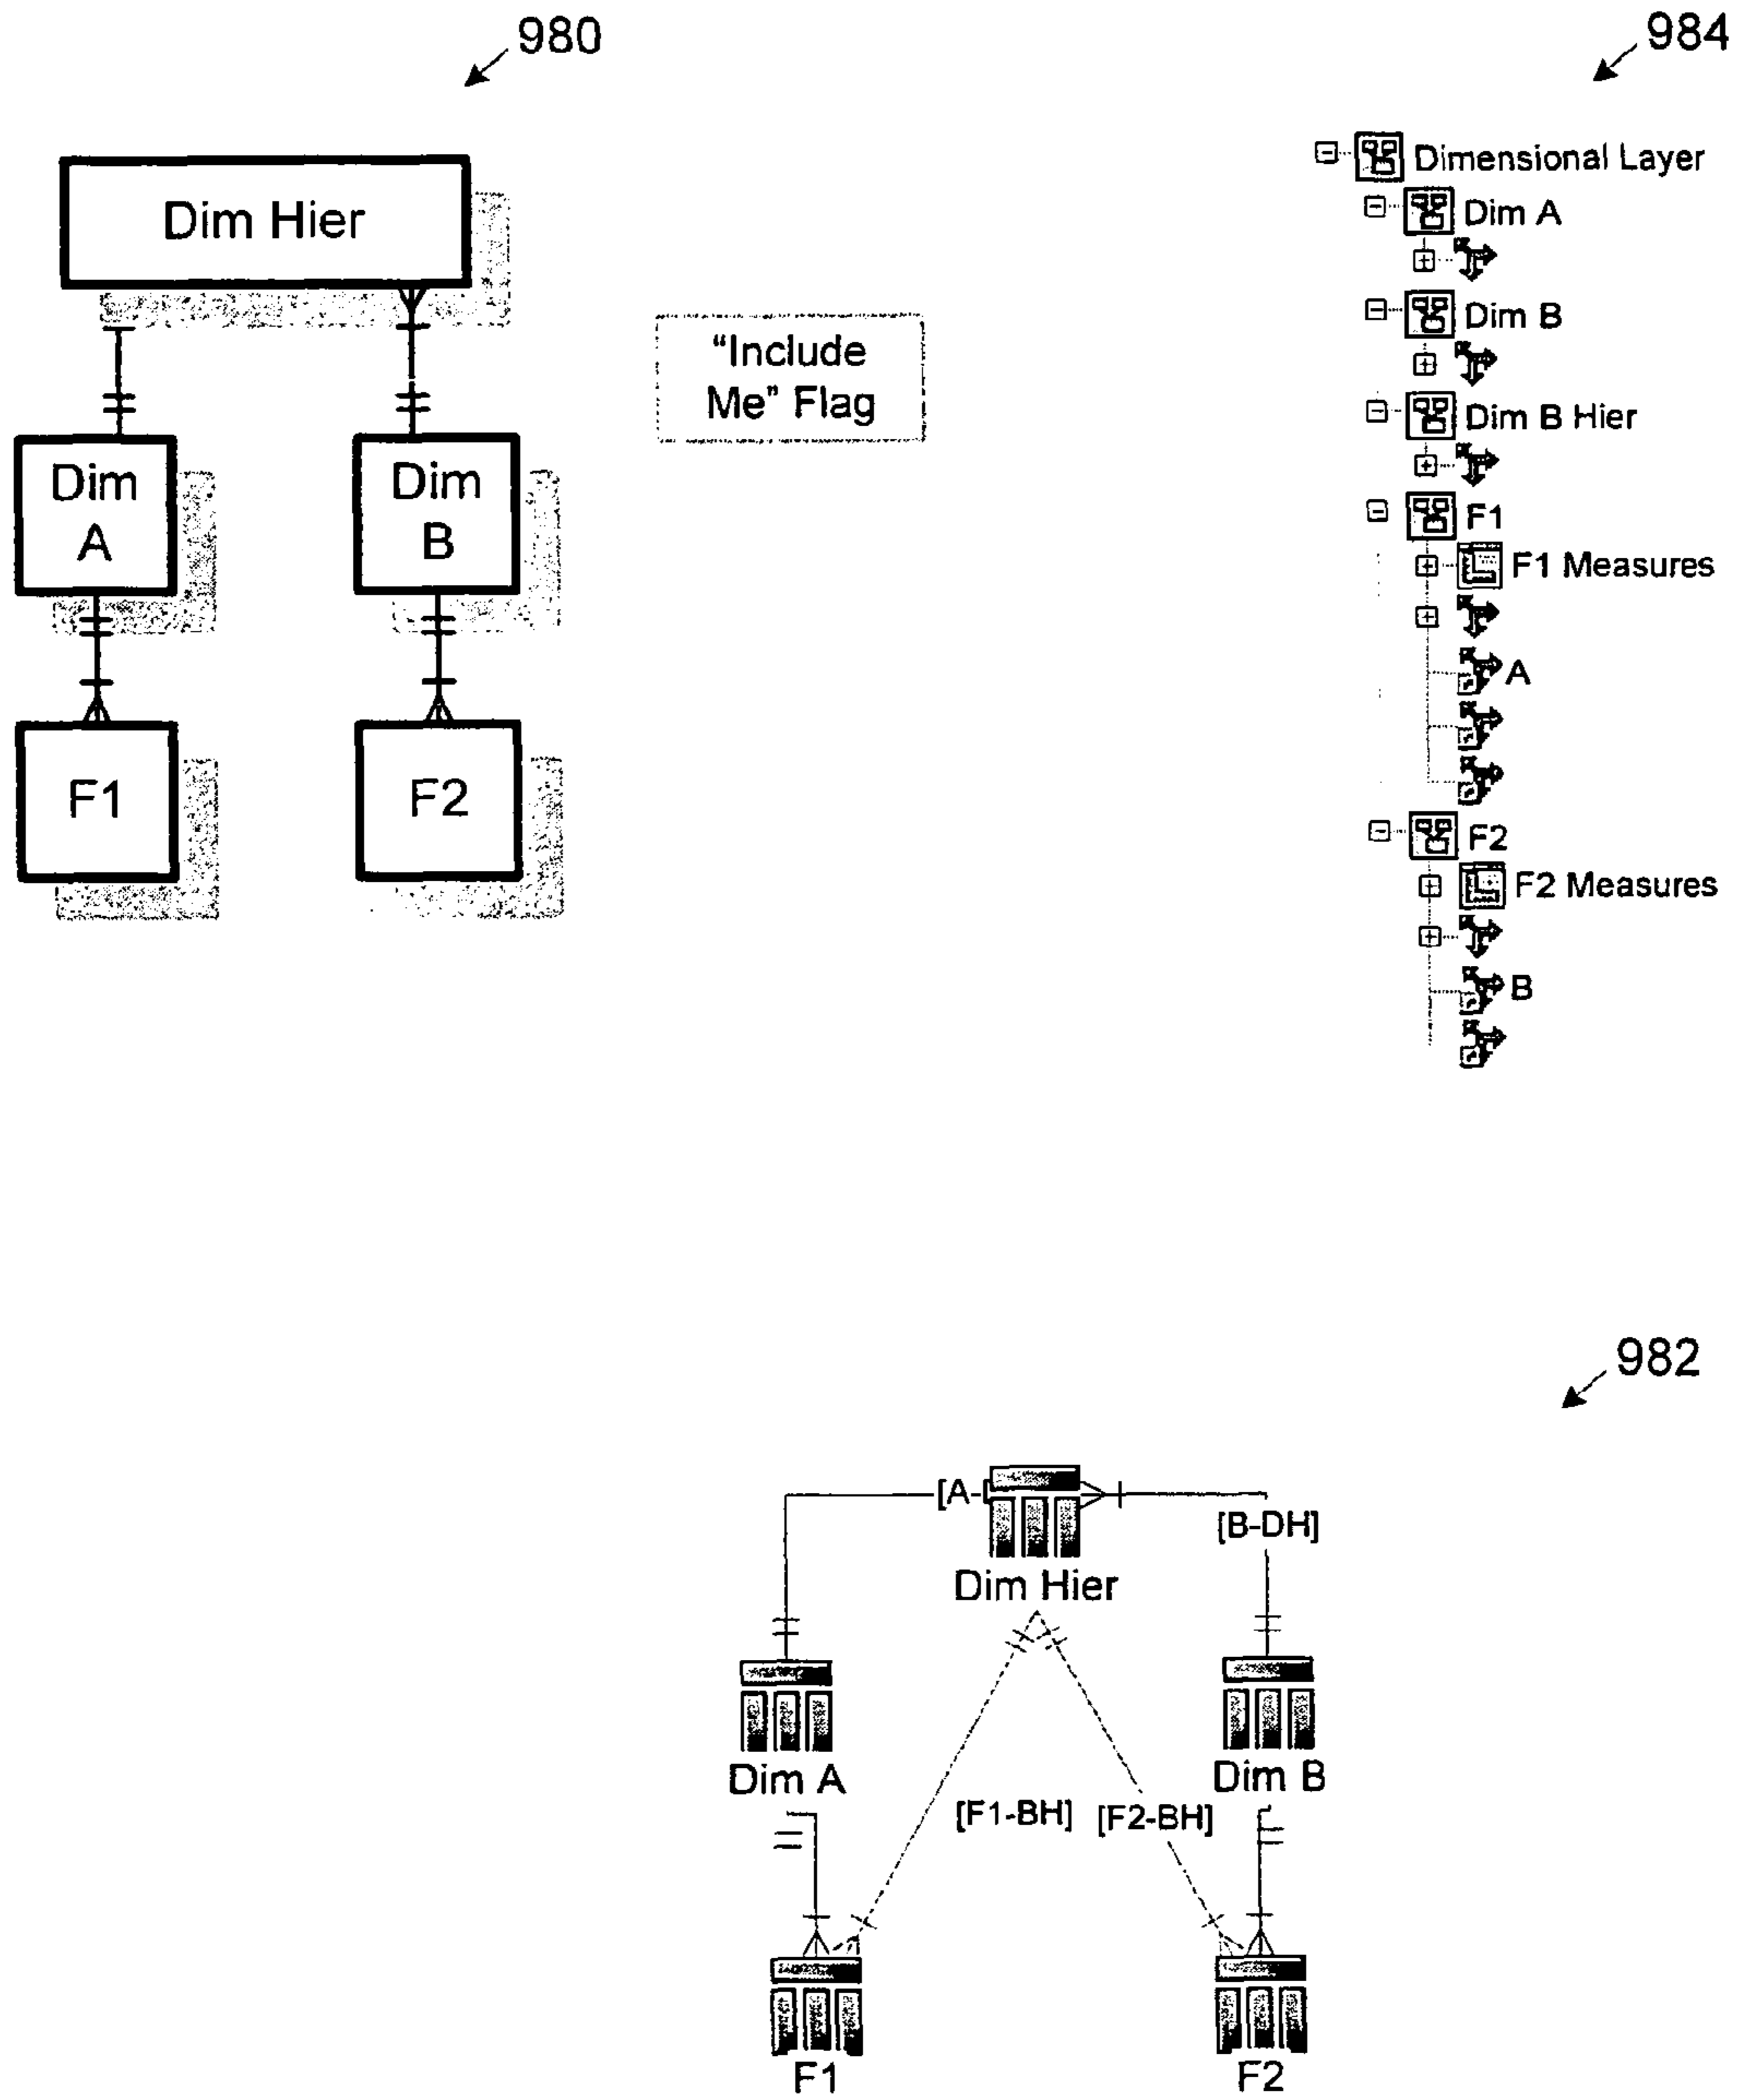 980
984
Dim Hier
"Include
Me" Flag
Dim
A
Dim
B
F1
F2
Dimensional Layer
Dim A
Dim B
Dim B Hier
F1
F1 Measures
A
F2
F2 Measures
B
982
[A-[
[B-DH]
Dim Hier
Dim A
Dim B
[F1-BH]
[F2-BH]
F1
F2